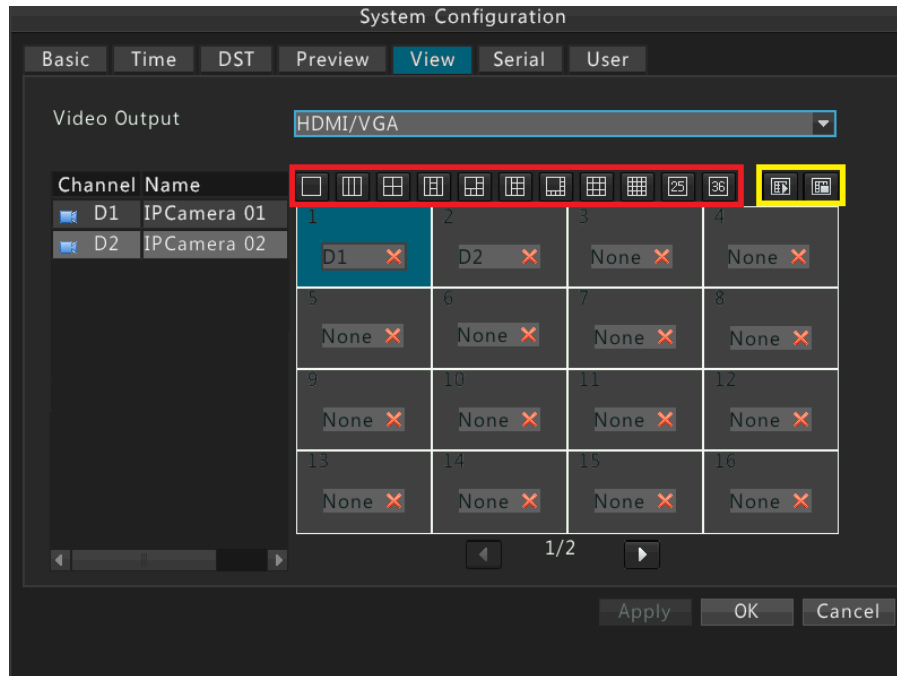 System Configuration
Basic Time DST Preview View Serial User
Video Output HDMI/VGA
Channel Name 25 36
D1 IPCamera 01
D2 IPCamera 02
1 2 3 4
D1 D2 None None
5 6 7 8
None None None None
9 10 11 12
None None None None
13 14 15 16
None None None None
1/2
Apply OK Cancel